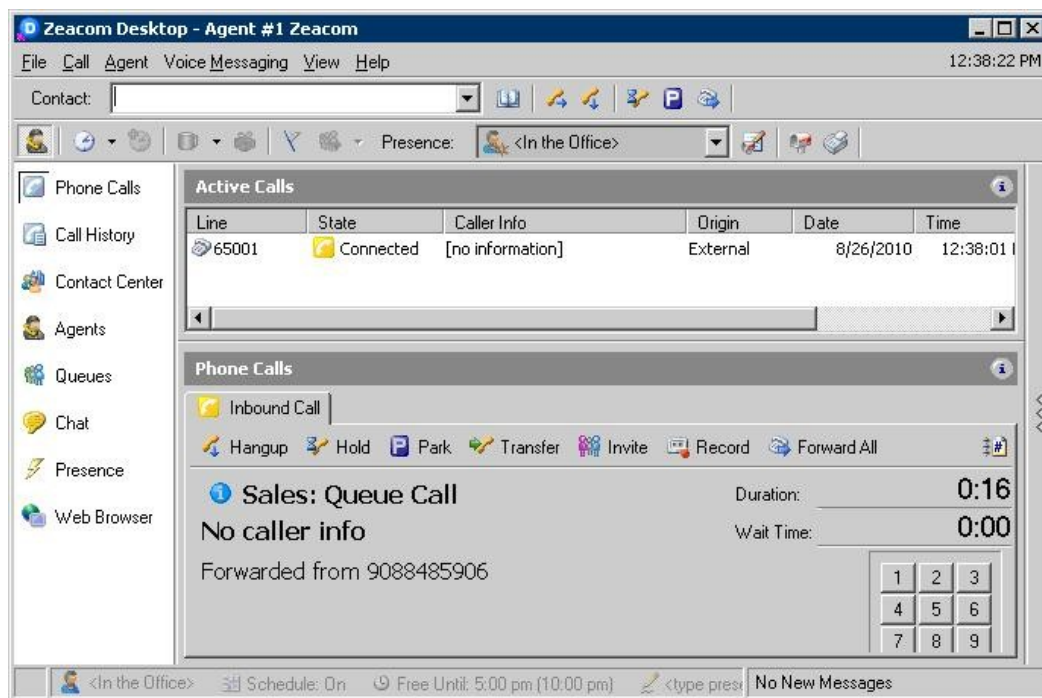 Zeacom Desktop - Agent #1 Zeacom
File Call Agent Voice Messaging View Help 12:38:22 PM
Contact:
Presence: <In the Office>
Phone Calls
Call History
Contact Center
Agents
Queues
Chat
Presence
Web Browser
Active Calls
Line State Caller Info Origin Date Time
65001 Connected [no information] External 8/26/2010 12:38:01
Phone Calls
Inbound Call
Hangup Hold Park Transfer Invite Record Forward All
Sales: Queue Call Duration: 0:16
No caller info Wait Time: 0:00
Forwarded from 9088485906
1 2 3
4 5 6
7 8 9
<In the Office> Schedule: On Free Until: 5:00 pm (10:00 pm) <type prese No New Messages